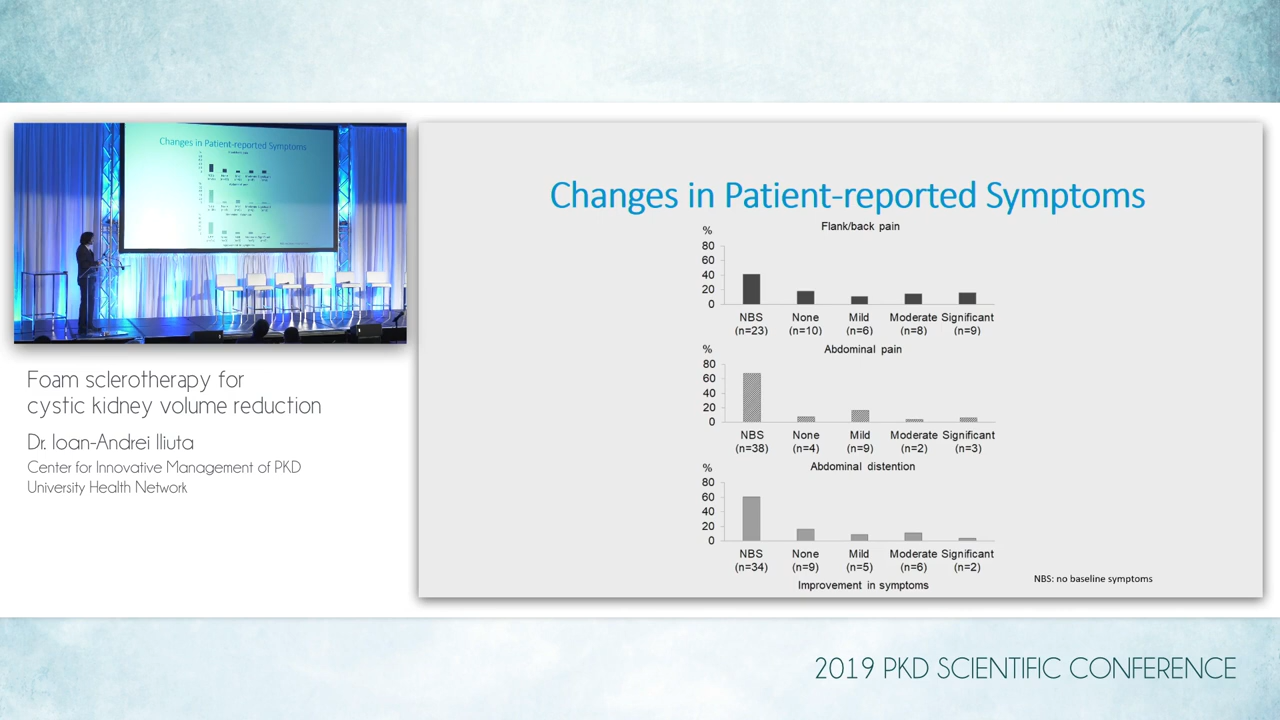 Changes in Patient-reported Symptoms
Changes in Patient-reported Symptoms
Flank/back pain
%
80
60
40
20
0
NBS None Mild Moderate Significant
(n=23) (n=10) (n=6) (n=8) (n=9)
Abdominal pain
%
80
60
40
20
0
NBS None Mild Moderate Significant
(n=38) (n=4) (n=9) (n=2) (n=3)
Abdominal distention
%
80
60
40
20
0
NBS None Mild Moderate Significant
(n=34) (n=9) (n=5) (n=6) (n=2)
Improvement in symptoms
NBS: no baseline symptoms
Foam sclerotherapy for
cystic kidney volume reduction
Dr. Ioan-Andrei Iliuta
Center for Innovative Management of PKD
University Health Network
2019 PKD SCIENTIFIC CONFERENCE